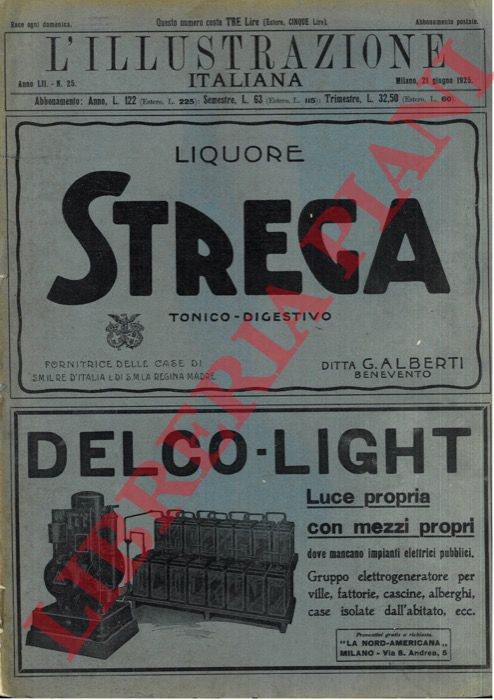 Esce ogni domenica. Questo numero costa TRE Lire (Estero, CINQUE Lire). Abbonamento postale.
L'ILLUSTRAZIONE
Anno LII. - N. 25. ITALIANA Milano, 21 giugno 1925.
Abbonamento: Anno, L. 122 (Estero, L. 225); Semestre, L. 63 (Estero, L. 115); Trimestre, L. 32,50 (Estero, L. 60).
LIQUORE
STREGA
TONICO-DIGESTIVO
FORNITRICE DELLE CASE DI
S.M. IL RE D'ITALIA E DI S.M. LA REGINA MADRE
DITTA G. ALBERTI
BENEVENTO
DELCO-LIGHT
Luce propria
con mezzi propri
dove mancano impianti elettrici pubblici.
Gruppo elettrogeneratore per
ville, fattorie, cascine, alberghi,
case isolate dall'abitato, ecc.
Preventivi gratis a richiesta.
"LA NORD-AMERICANA"
MILANO - Via S. Andrea, 5
LIBRERIA PIANI